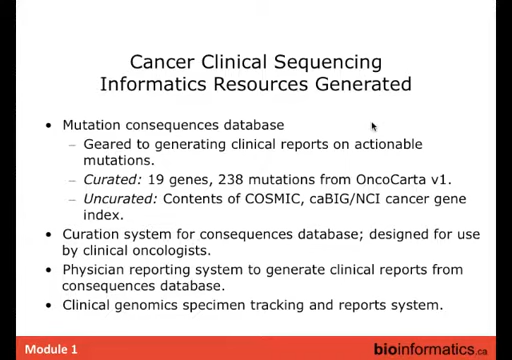 Cancer Clinical Sequencing
Informatics Resources Generated
• Mutation consequences database
– Geared to generating clinical reports on actionable
mutations.
– Curated: 19 genes, 238 mutations from OncoCarta v1.
– Uncurated: Contents of COSMIC, caBIG/NCI cancer gene
index.
• Curation system for consequences database; designed for use
by clinical oncologists.
• Physician reporting system to generate clinical reports from
consequences database.
• Clinical genomics specimen tracking and reports system.
Module 1
bioinformatics.ca